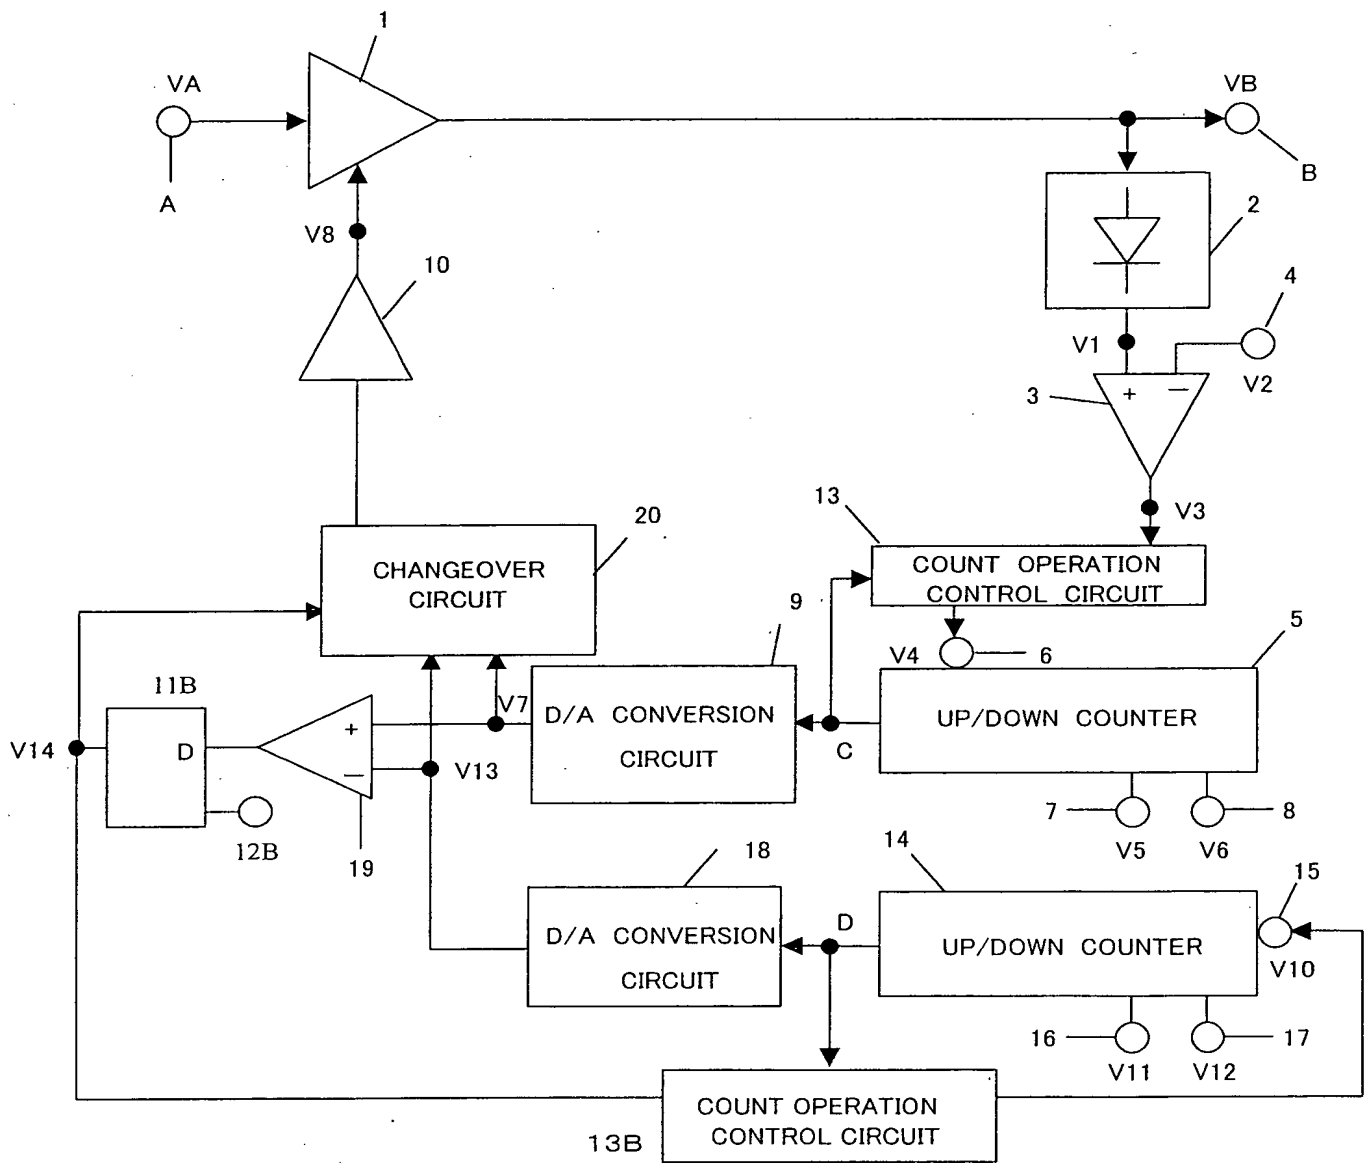 1
VA
VB
A
B
2
V8
10
4
V1
V2
+ −
3
13
V3
20
COUNT OPERATION
CONTROL CIRCUIT
CHANGEOVER
CIRCUIT
9
5
V4
6
11B
V7
D/A CONVERSION
CIRCUIT
UP/DOWN COUNTER
+
V14
D
C
−
V13
7
8
12B
19
V5
V6
18
14
15
D/A CONVERSION
CIRCUIT
D
UP/DOWN COUNTER
V10
16
17
V11
V12
COUNT OPERATION
CONTROL CIRCUIT
13B